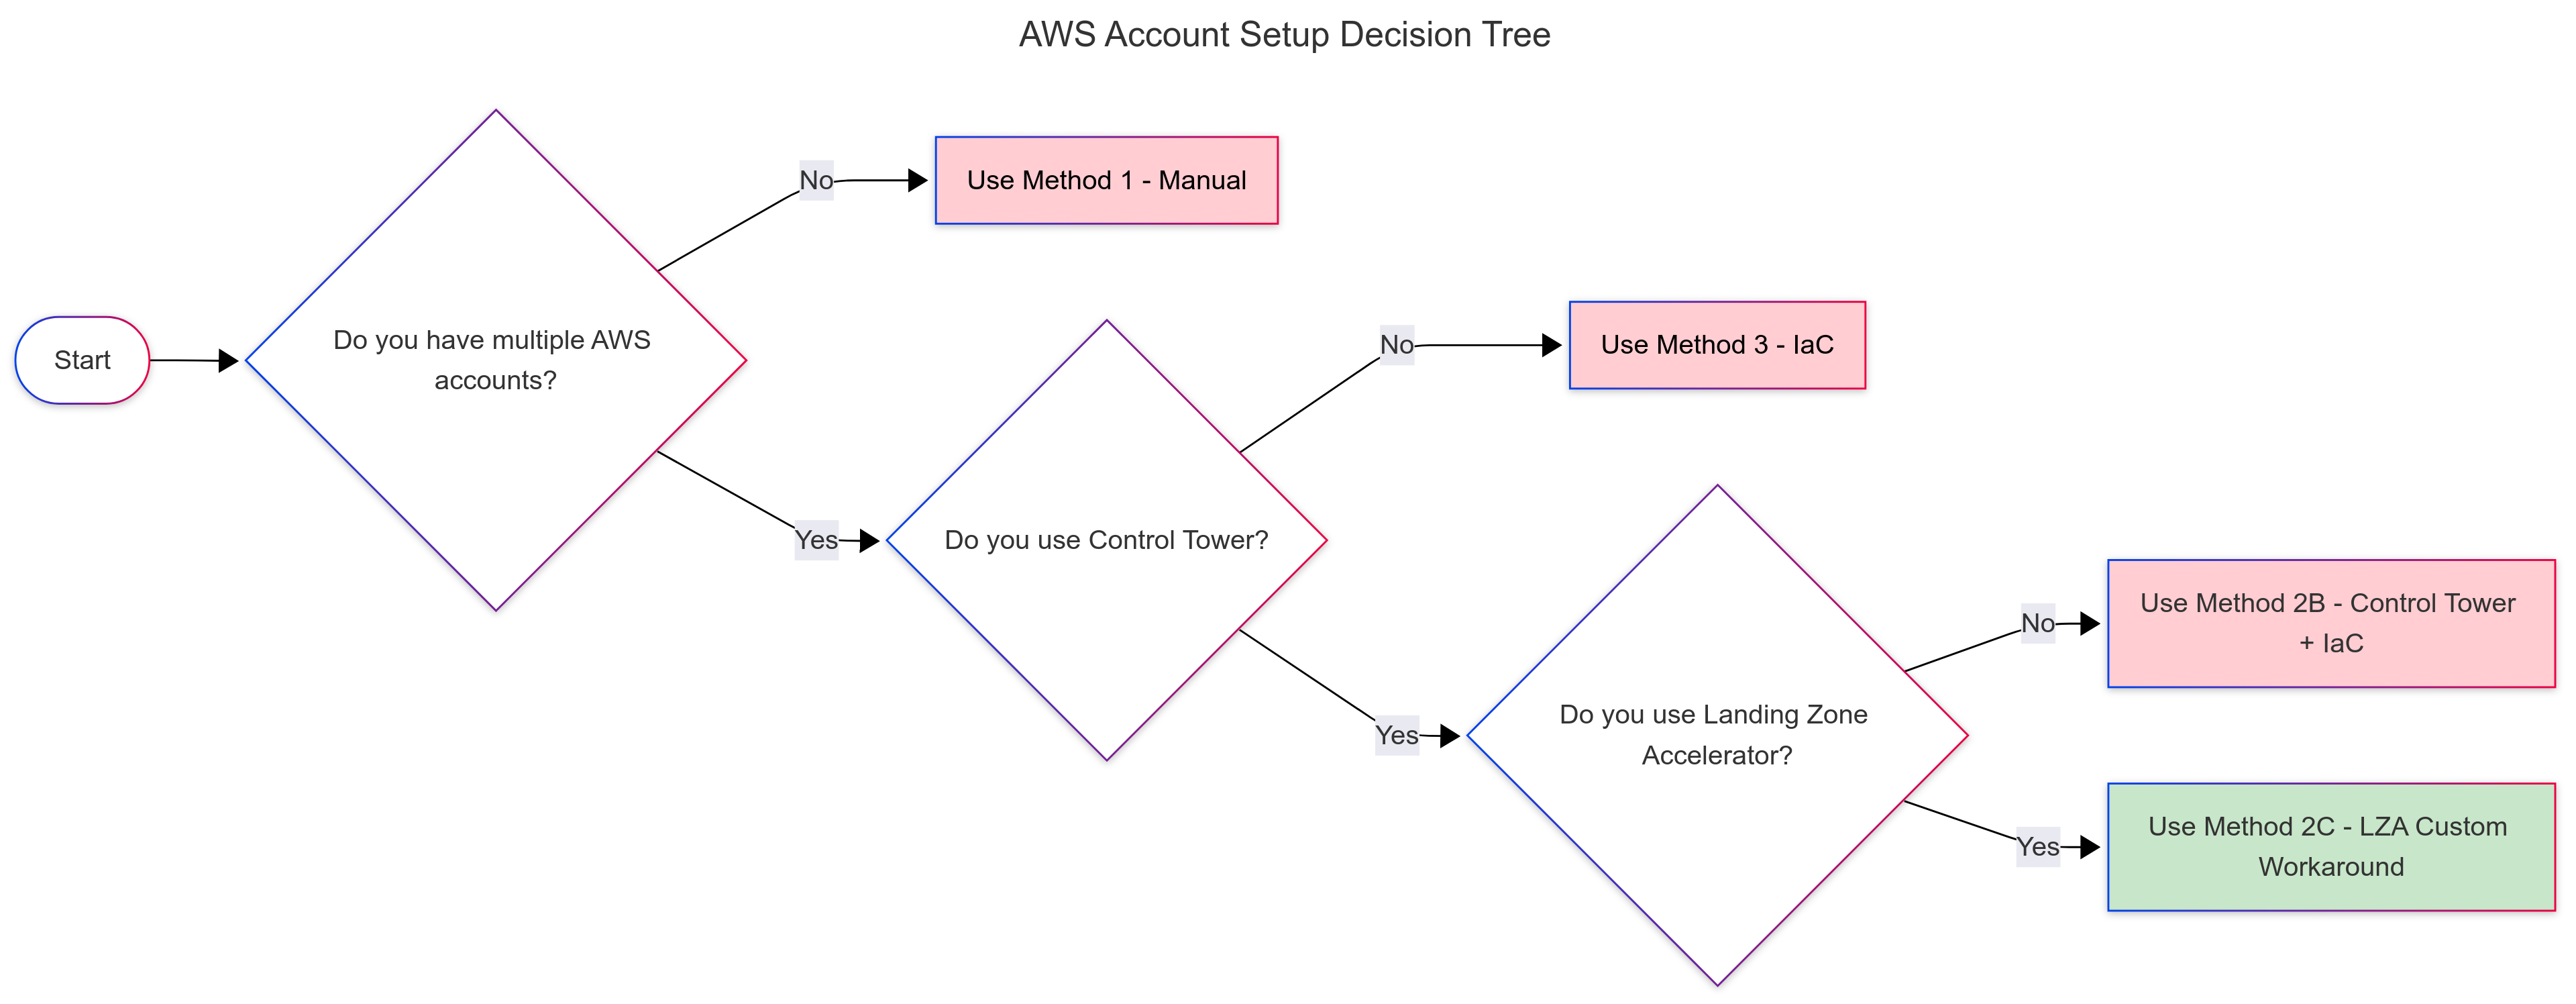 AWS Account Setup Decision Tree
Start
Do you have multiple AWS
accounts?
No
Use Method 1 - Manual
Yes
Do you use Control Tower?
No
Use Method 3 - IaC
Yes
Do you use Landing Zone
Accelerator?
No
Use Method 2B - Control Tower
+ IaC
Yes
Use Method 2C - LZA Custom
Workaround